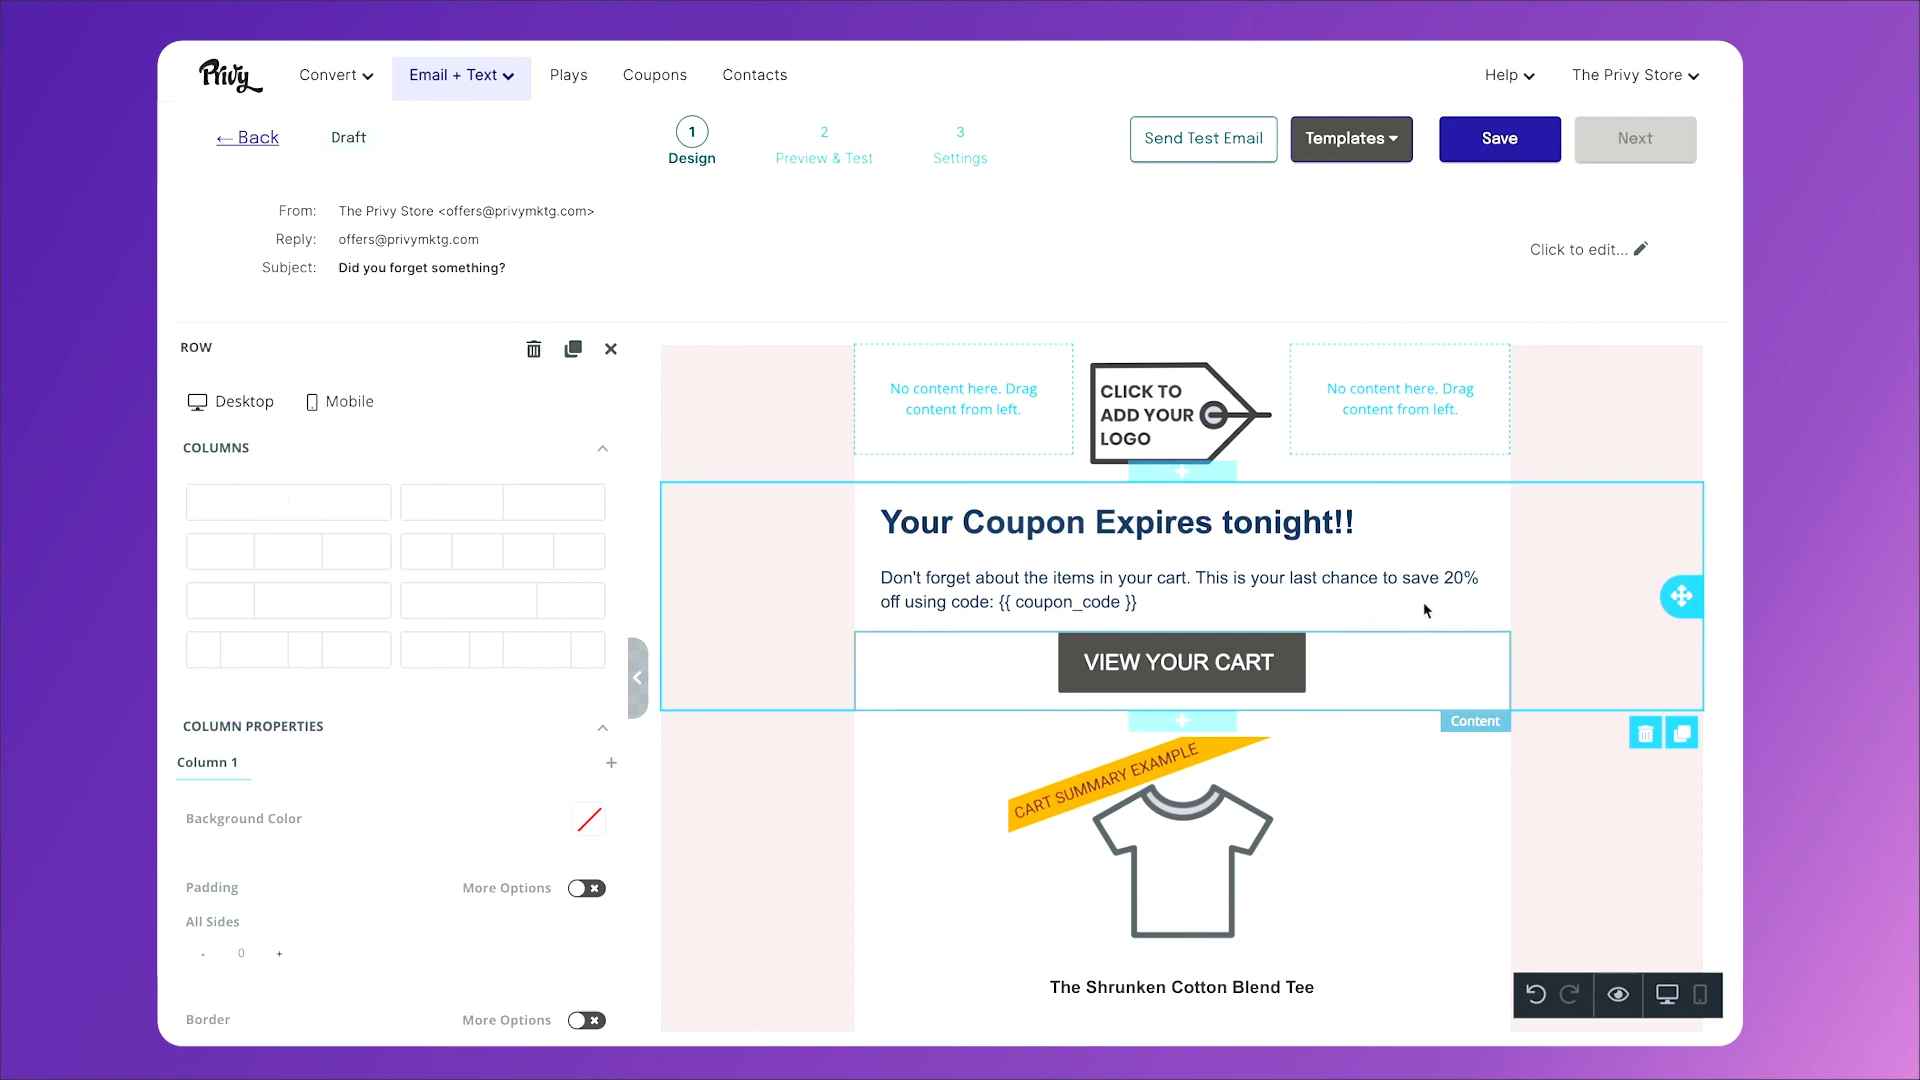 Privy
Convert
Email + Text
Plays
Coupons
Contacts
Help
The Privy Store
← Back
Draft
1
Design
2
Preview & Test
3
Settings
Send Test Email
Templates
Save
Next
From: The Privy Store <offers@privymktg.com>
Reply: offers@privymktg.com
Subject: Did you forget something?
Click to edit...
ROW
Desktop
Mobile
COLUMNS
COLUMN PROPERTIES
Column 1
+
Background Color
Padding
More Options
All Sides
- 0 +
Border
More Options
No content here. Drag
content from left.
CLICK TO
ADD YOUR
LOGO
No content here. Drag
content from left.
+
Your Coupon Expires tonight!!
Don't forget about the items in your cart. This is your last chance to save 20%
off using code: {{ coupon_code }}
VIEW YOUR CART
+
Content
CART SUMMARY EXAMPLE
The Shrunken Cotton Blend Tee